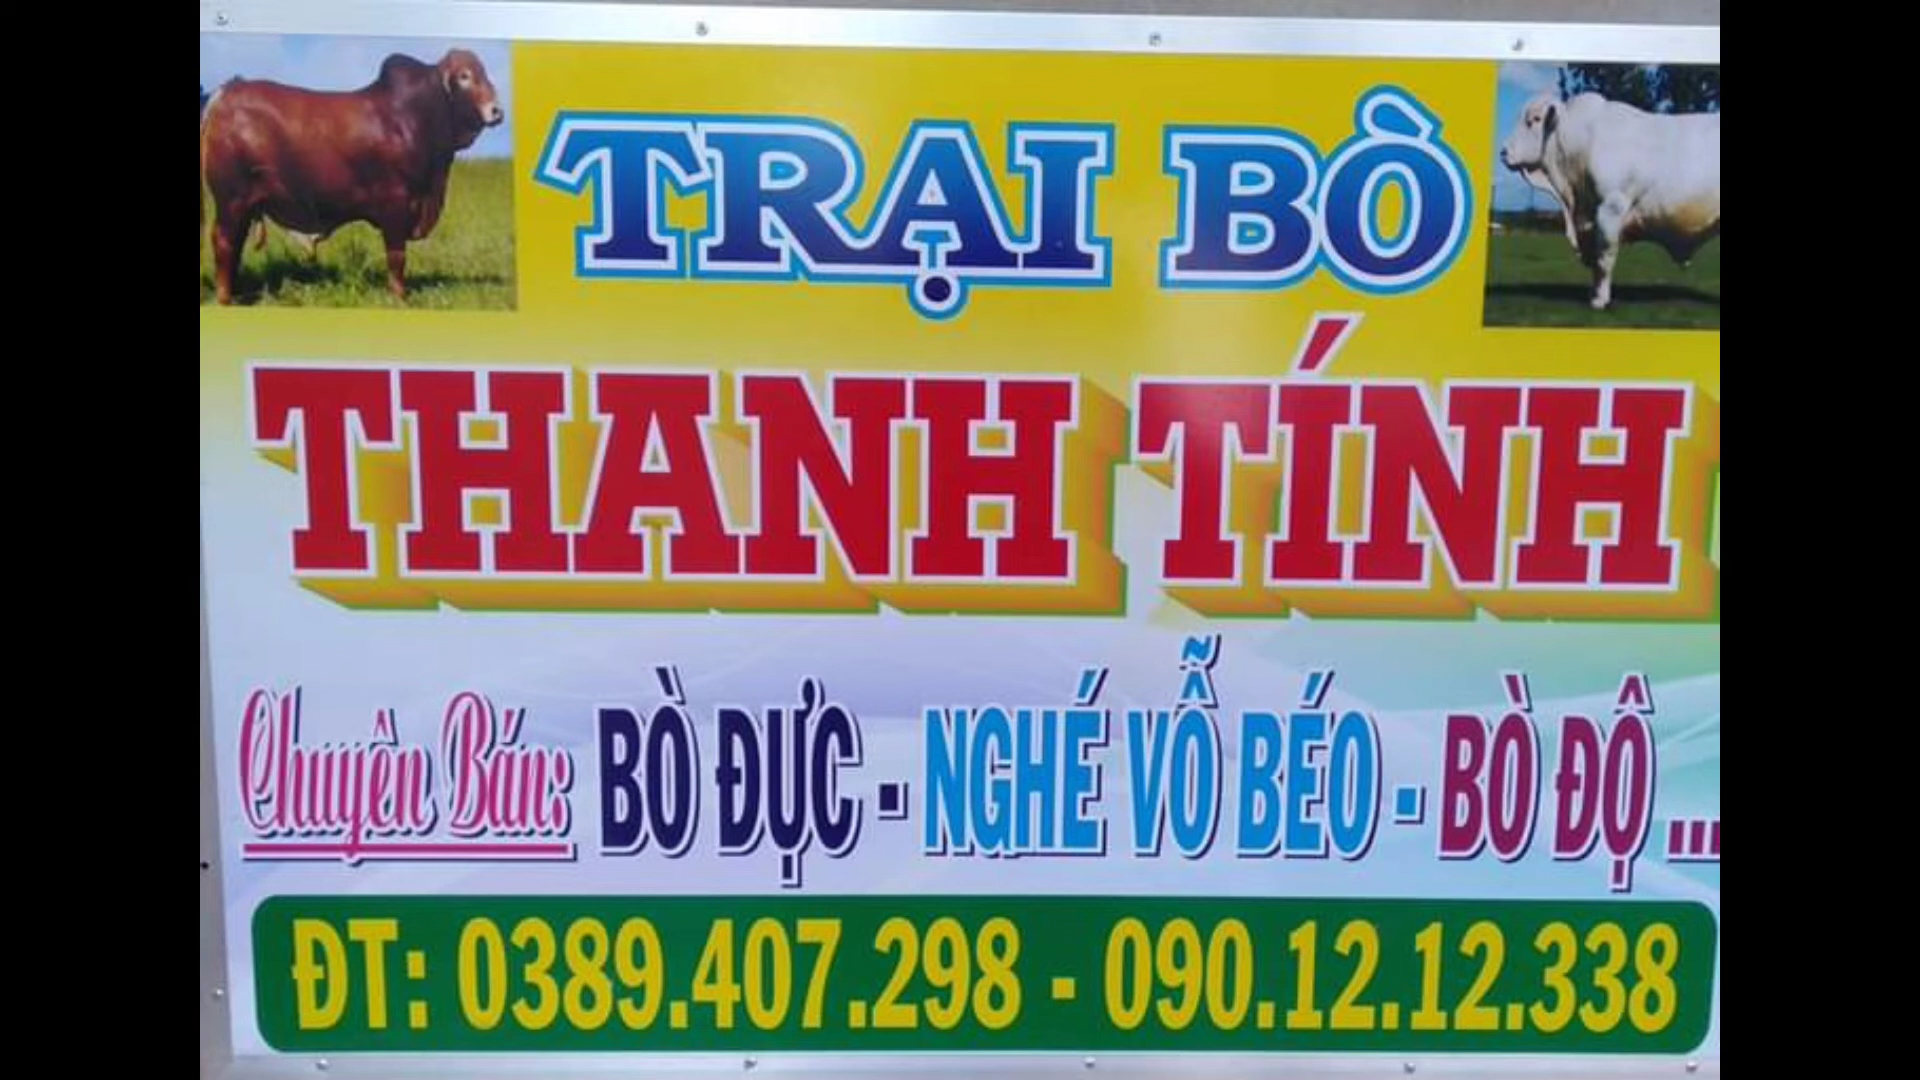 TRẠI BÒ
THANH TÍNH
Chuyên Bán: BÒ ĐỰC - NGHÉ VỖ BÉO - BÒ ĐỘ ...
ĐT: 0389.407.298 - 090.12.12.338